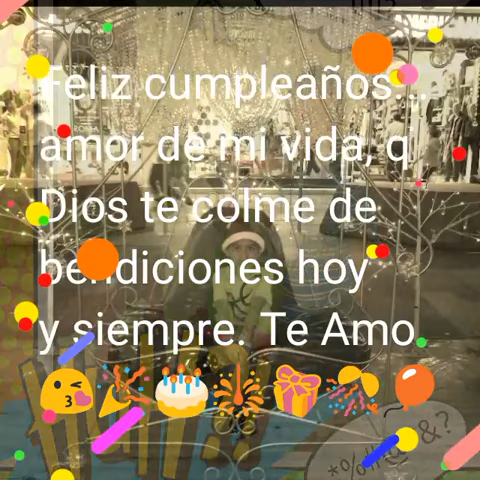 Feliz cumpleaños...
amor de mi vida, q
Dios te colme de
bendiciones hoy
y siempre. Te Amo
😘🎉🎂🎇🎁🎊🎈
*%#@&?